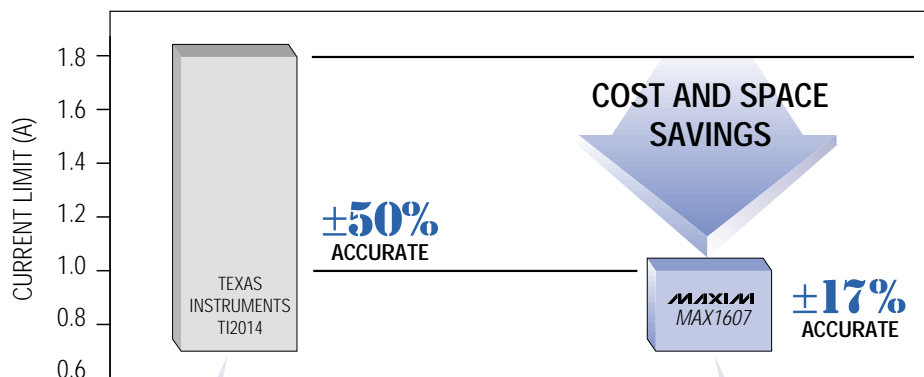 CURRENT LIMIT (A)
1.8
1.6
1.4
1.2
1.0
0.8
0.6
COST AND SPACE
SAVINGS
±50%
ACCURATE
TEXAS
INSTRUMENTS
TI2014
MAXIM
MAX1607
±17%
ACCURATE